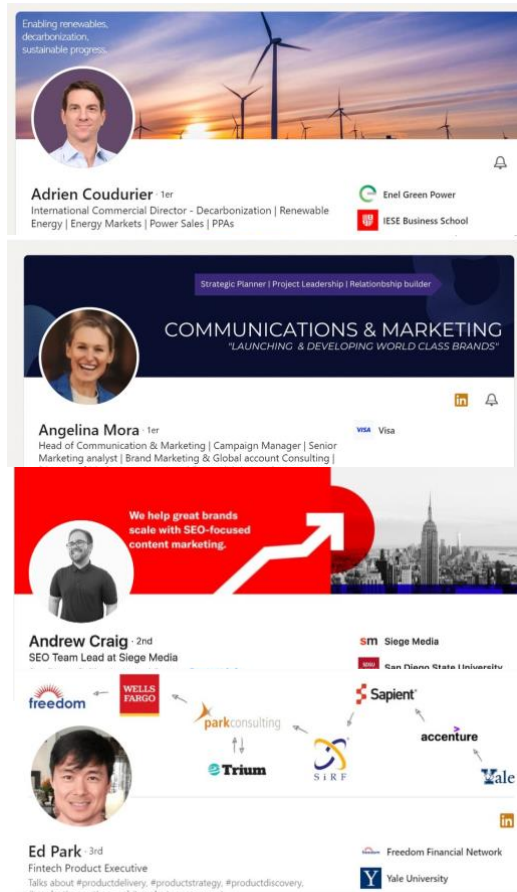 Enabling renewables,
decarbonization,
sustainable progress.
Adrien Coudurier · 1er
International Commercial Director - Decarbonization | Renewable
Energy | Energy Markets | Power Sales | PPAs
Enel Green Power
IESE Business School
Strategic Planner | Project Leadership | Relationbship builder
COMMUNICATIONS & MARKETING
"LAUNCHING & DEVELOPING WORLD CLASS BRANDS"
in
Angelina Mora · 1er
Head of Communication & Marketing | Campaign Manager | Senior
Marketing analyst | Brand Marketing & Global account Consulting |
VISA Visa
We help great brands
scale with SEO-focused
content marketing.
Andrew Craig · 2nd
SEO Team Lead at Siege Media
sm Siege Media
San Diego State University
freedom
WELLS
FARGO
parkconsulting
Trium
SiRF
Sapient
accenture
Yale
in
Ed Park · 3rd
Fintech Product Executive
Talks about #productdelivery, #productstrategy, #productdiscovery,
Freedom Financial Network
Y Yale University